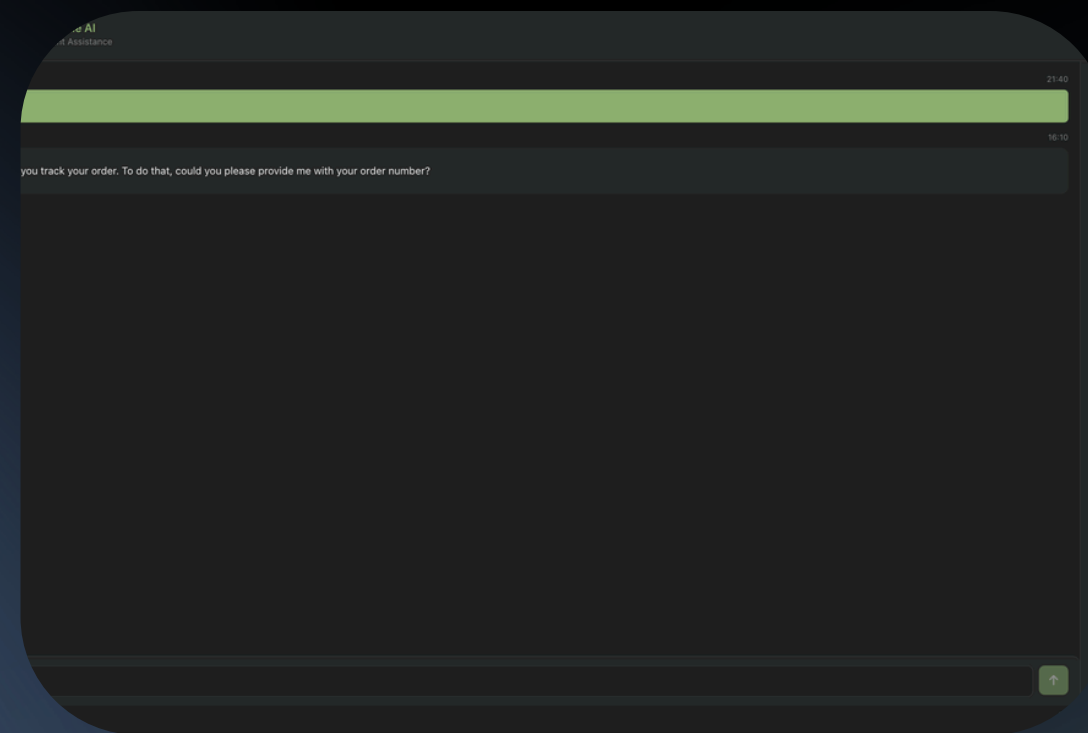 AI
Assistance
21:40
16:10
you track your order. To do that, could you please provide me with your order number?